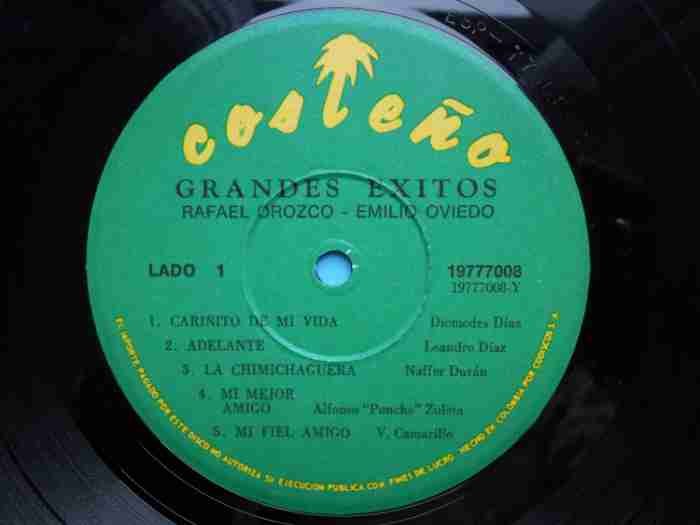 costeño
GRANDES EXITOS
RAFAEL OROZCO - EMILIO OVIEDO
LADO 1
19777008
19777008-Y
1. CARIÑITO DE MI VIDA Diomedes Díaz
2. ADELANTE Leandro Díaz
3. LA CHIMICHAGUERA Naffer Durán
4. MI MEJOR
AMIGO Alfonso "Poncho" Zuleta
5. MI FIEL AMIGO V. Camarillo
EL IMPORTE PAGADO POR ESTE DISCO NO AUTORIZA SU EJECUCION PUBLICA CON FINES DE LUCRO - HECHO EN COLOMBIA POR CODISCOS S.A.